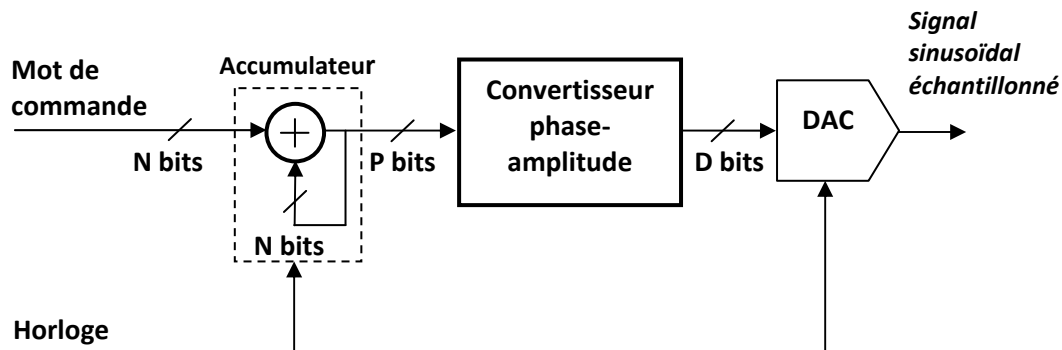 Signal
sinusoïdal
échantillonné
Mot de
commande
Accumulateur
Convertisseur
phase-
amplitude
DAC
N bits
P bits
D bits
N bits
Horloge